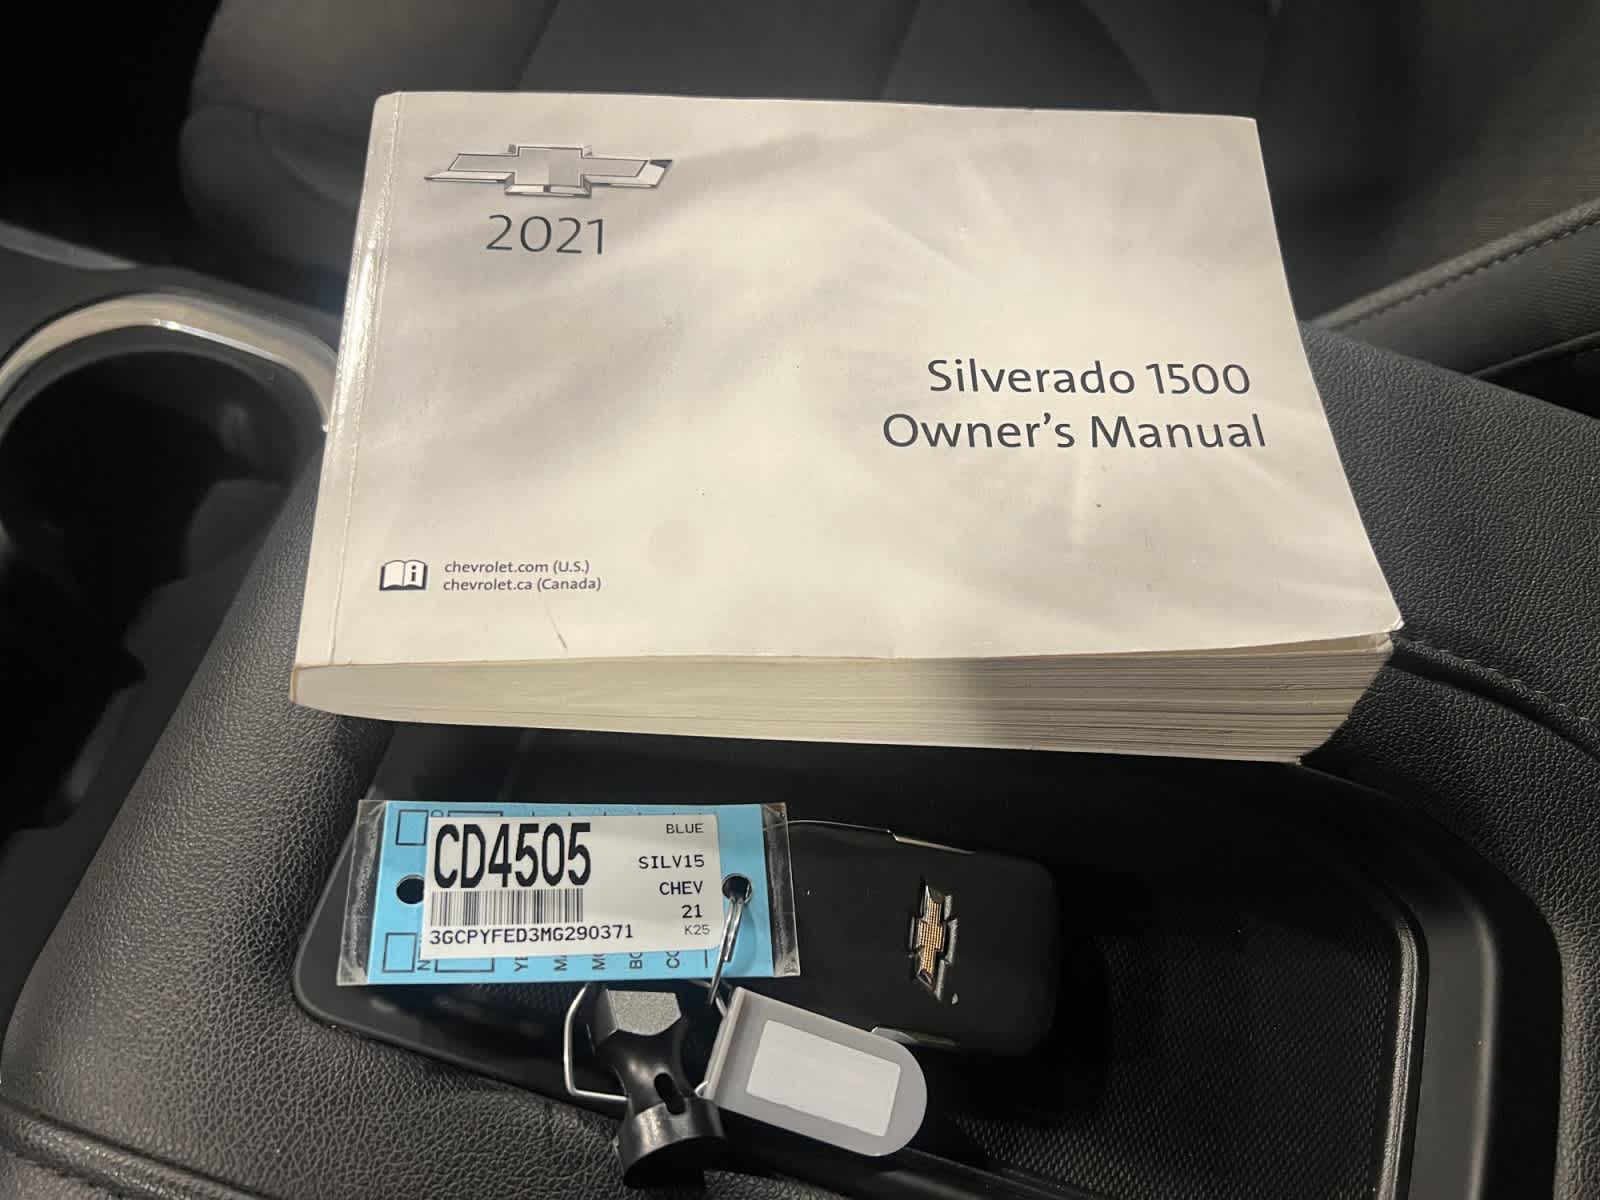 2021
Silverado 1500
Owner's Manual
chevrolet.com (U.S.)
chevrolet.ca (Canada)
CD4505
BLUE
SILV15
CHEV
21
3GCPYFED3MG290371
K25